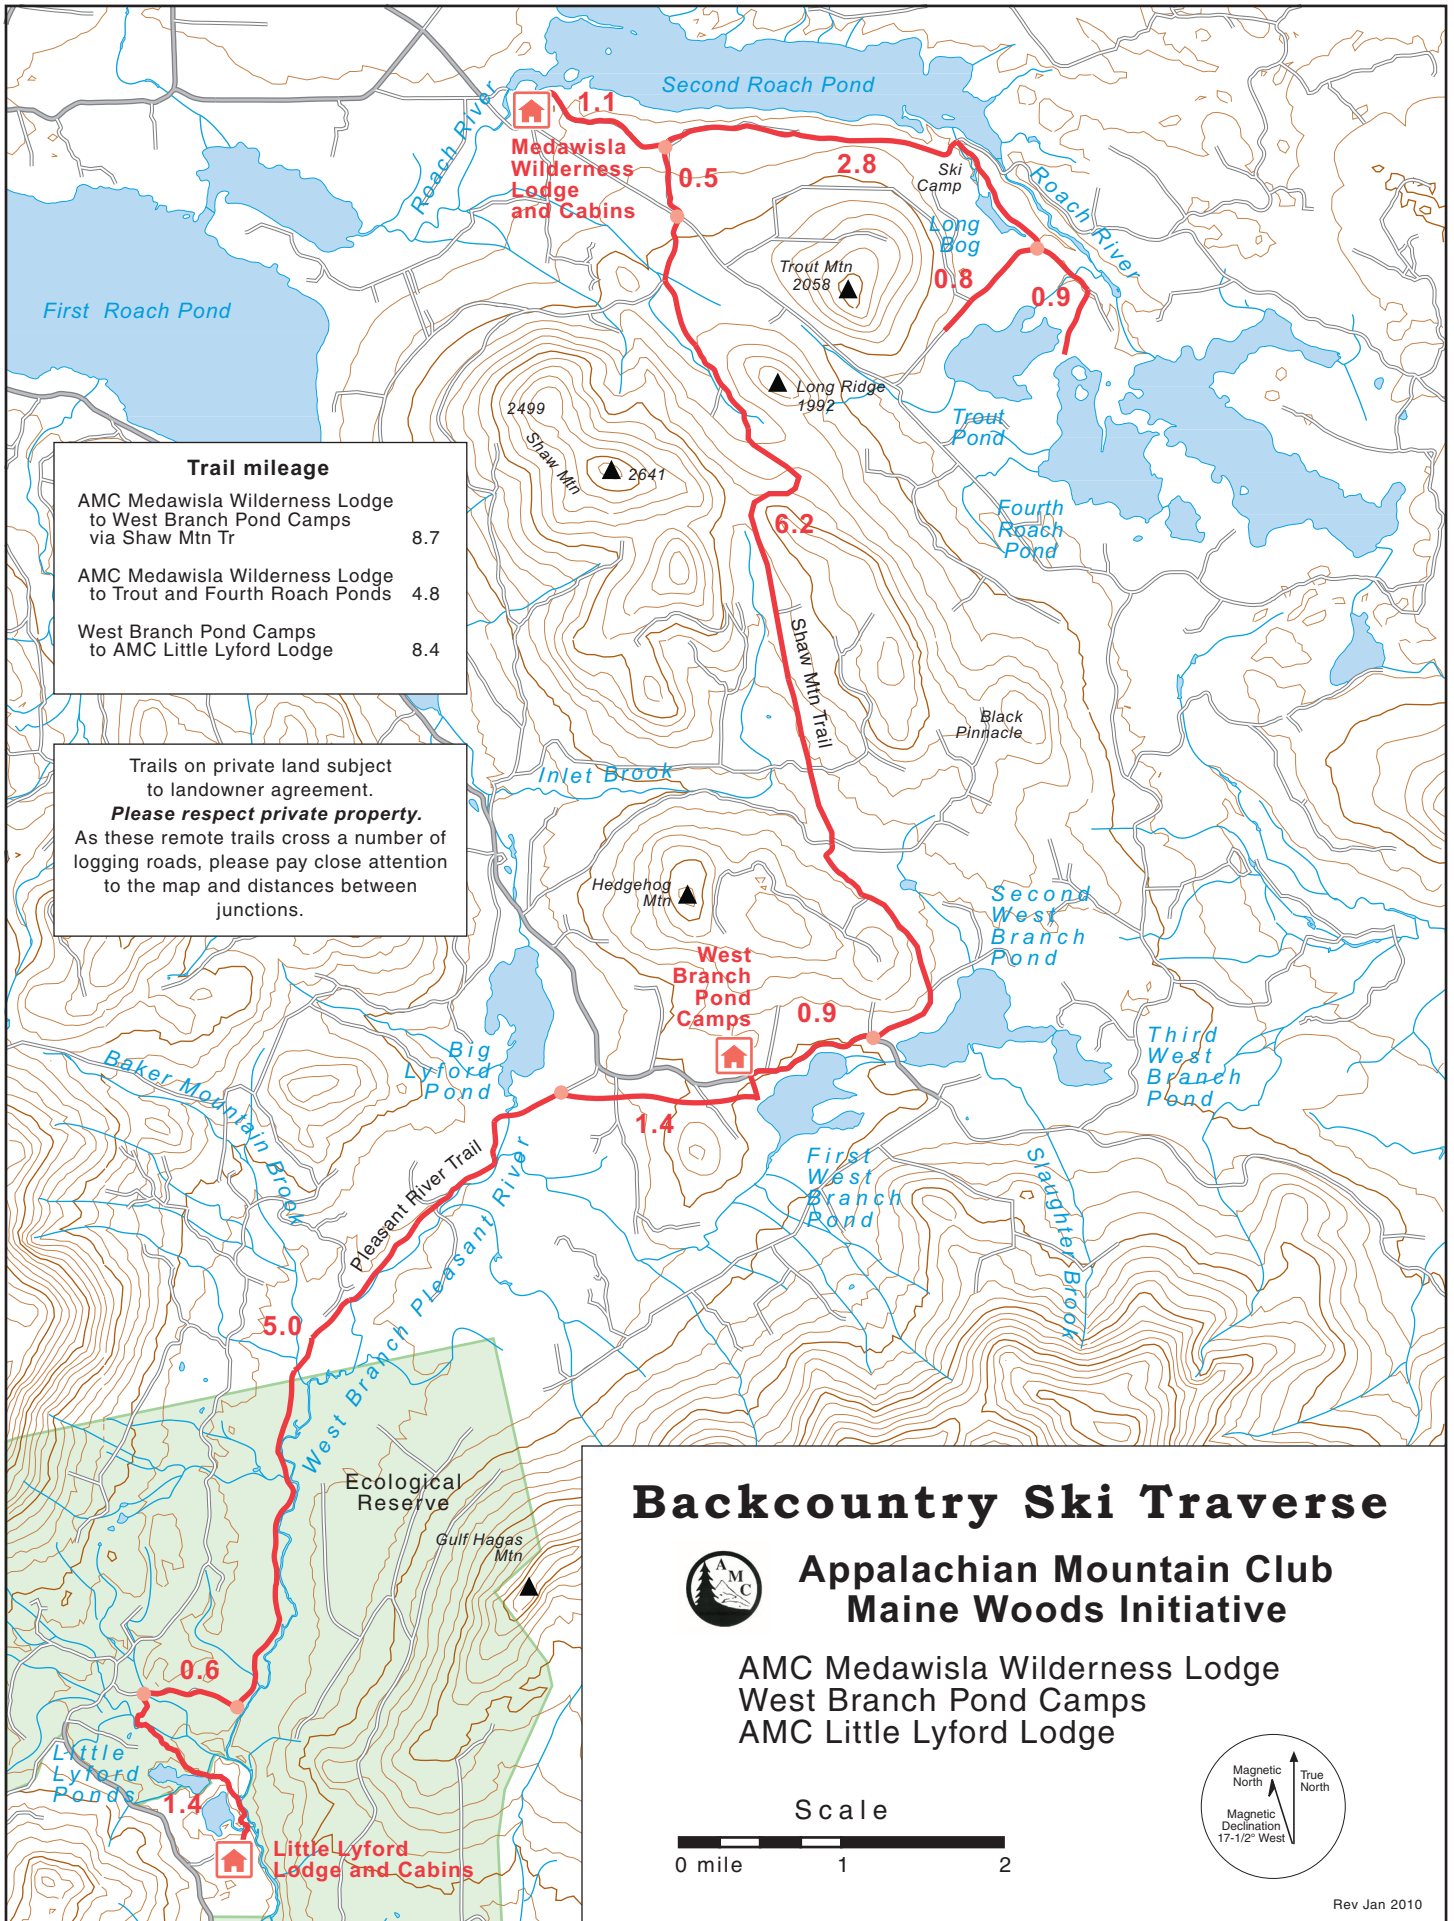 Second Roach Pond
1.1
Roach River
Medawisla
Wilderness
Lodge
and Cabins
0.5
2.8
Ski
Camp
Roach River
Long
Bog
Trout Mtn
2058
0.8
0.9
First Roach Pond
Long Ridge
1992
2499
Shaw Mtn
2641
Trout
Pond
Fourth
Roach
Pond
6.2
Trail mileage
AMC Medawisla Wilderness Lodge
to West Branch Pond Camps
via Shaw Mtn Tr 8.7
AMC Medawisla Wilderness Lodge
to Trout and Fourth Roach Ponds 4.8
West Branch Pond Camps
to AMC Little Lyford Lodge 8.4
Shaw Mtn Trail
Black
Pinnacle
Trails on private land subject
to landowner agreement.
Please respect private property.
As these remote trails cross a number of
logging roads, please pay close attention
to the map and distances between
junctions.
Inlet Brook
Hedgehog
Mtn
Second
West
Branch
Pond
West
Branch
Pond
Camps
0.9
Big
Lyford
Pond
Third
West
Branch
Pond
Baker Mountain Brook
1.4
Pleasant River Trail
First
West
Branch
Pond
Slaughter Brook
West Branch Pleasant River
5.0
Ecological
Reserve
Gulf Hagas
Mtn
0.6
Little
Lyford
Ponds
1.4
Little Lyford
Lodge and Cabins
Backcountry Ski Traverse
A
M
C
Appalachian Mountain Club
Maine Woods Initiative
AMC Medawisla Wilderness Lodge
West Branch Pond Camps
AMC Little Lyford Lodge
Scale
0 mile 1 2
Magnetic
North
True
North
Magnetic
Declination
17-1/2° West
Rev Jan 2010